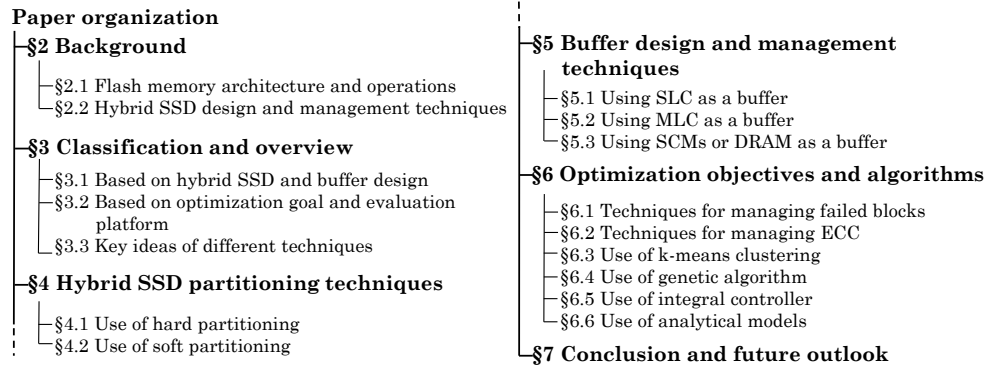 Paper organization
§2 Background
§2.1 Flash memory architecture and operations
§2.2 Hybrid SSD design and management techniques
§3 Classification and overview
§3.1 Based on hybrid SSD and buffer design
§3.2 Based on optimization goal and evaluation
platform
§3.3 Key ideas of different techniques
§4 Hybrid SSD partitioning techniques
§4.1 Use of hard partitioning
§4.2 Use of soft partitioning
§5 Buffer design and management
techniques
§5.1 Using SLC as a buffer
§5.2 Using MLC as a buffer
§5.3 Using SCMs or DRAM as a buffer
§6 Optimization objectives and algorithms
§6.1 Techniques for managing failed blocks
§6.2 Techniques for managing ECC
§6.3 Use of k-means clustering
§6.4 Use of genetic algorithm
§6.5 Use of integral controller
§6.6 Use of analytical models
§7 Conclusion and future outlook